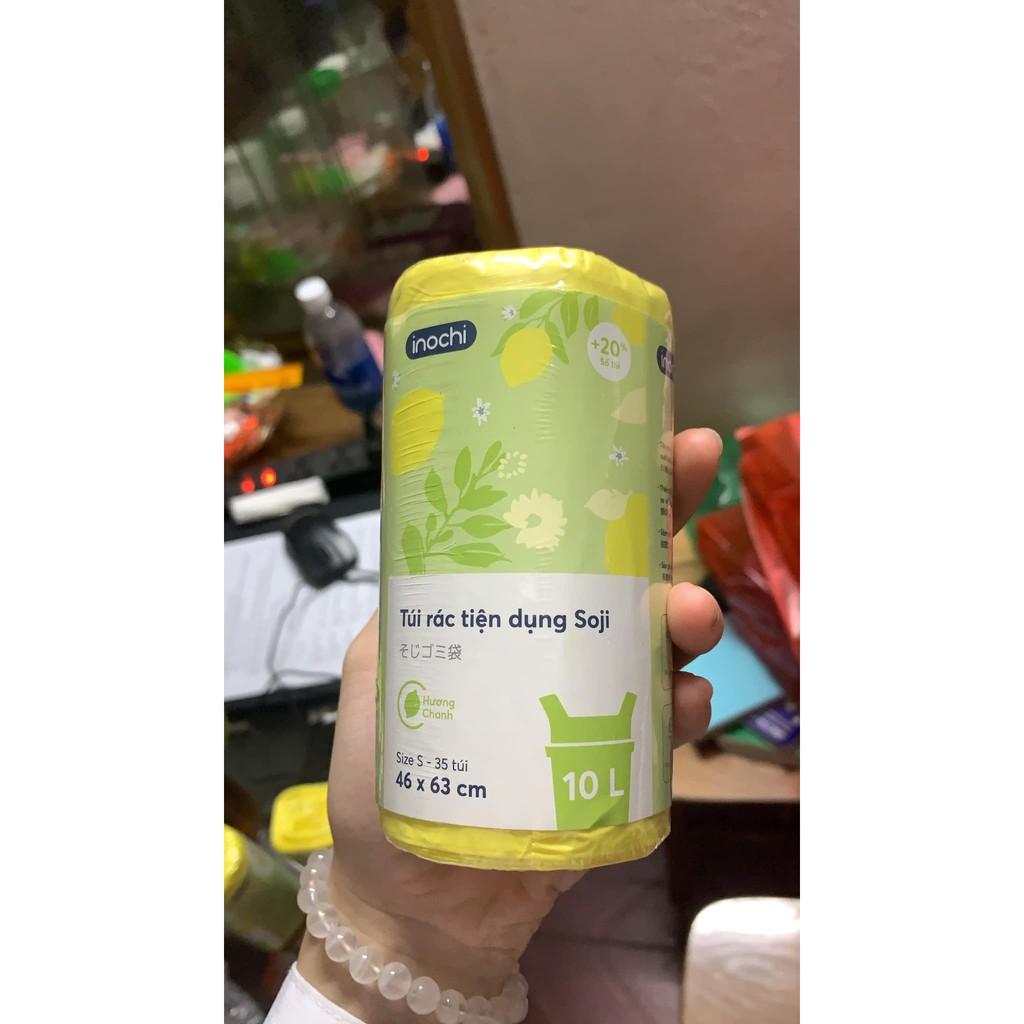 inochi
+20%
Số túi
Túi rác tiện dụng Soji
そじゴミ袋
Hương
Chanh
Size S - 35 túi
46 x 63 cm
10 L